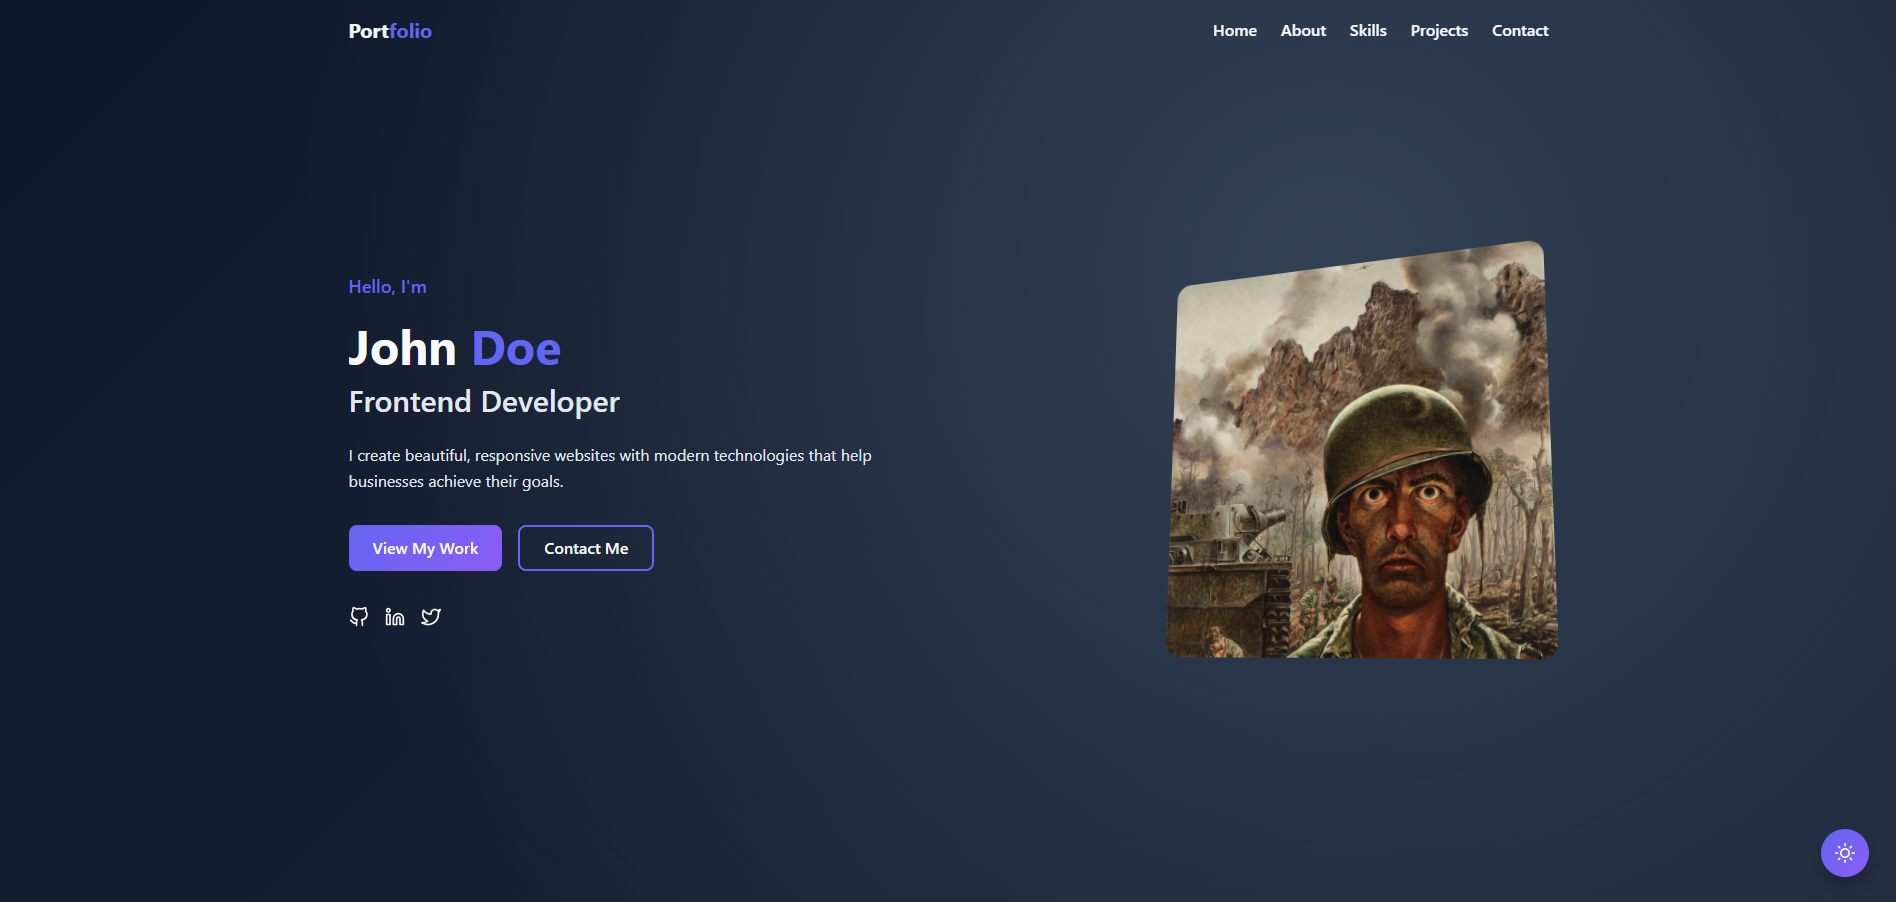 Portfolio
Home About Skills Projects Contact
Hello, I'm
John Doe
Frontend Developer
I create beautiful, responsive websites with modern technologies that help
businesses achieve their goals.
View My Work Contact Me